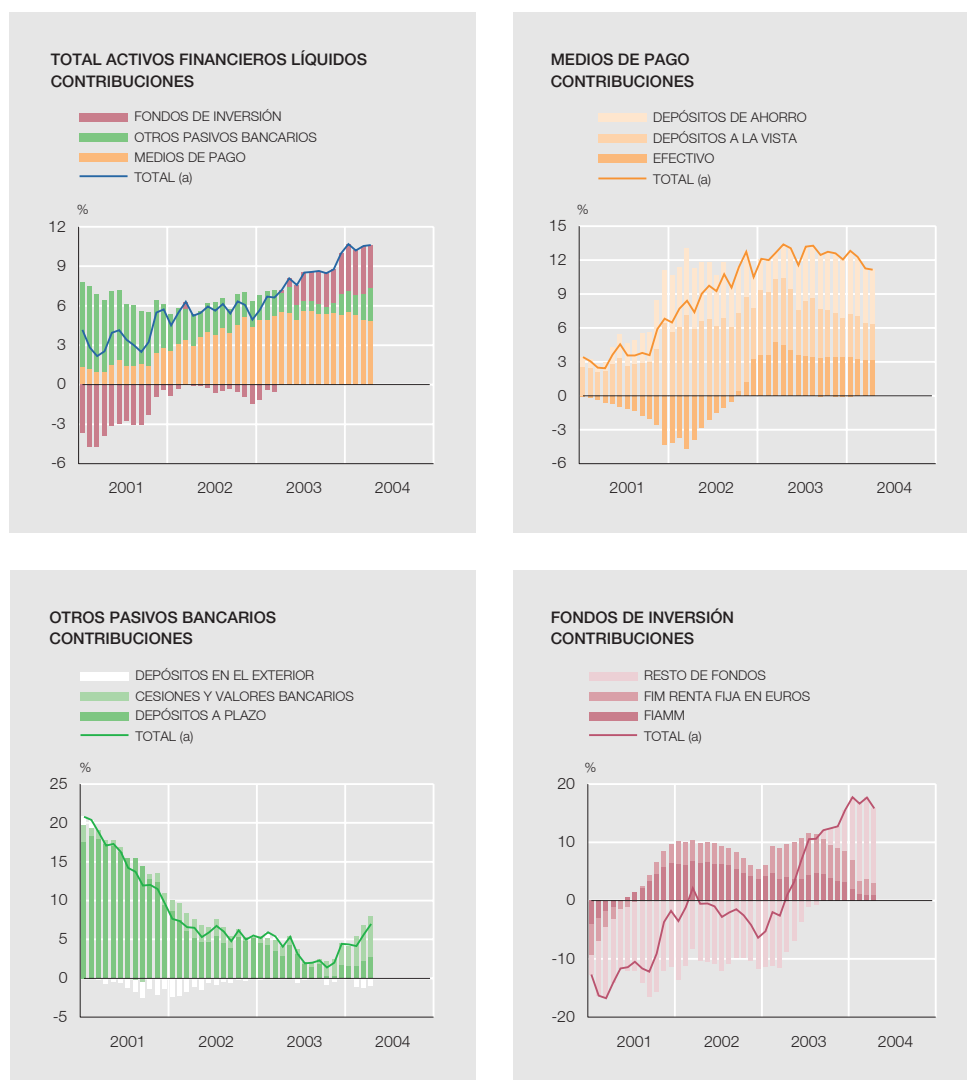 TOTAL ACTIVOS FINANCIEROS LÍQUIDOS
CONTRIBUCIONES
FONDOS DE INVERSIÓN
OTROS PASIVOS BANCARIOS
MEDIOS DE PAGO
TOTAL (a)
%
12
9
6
3
0
-3
-6
2001 2002 2003 2004
MEDIOS DE PAGO
CONTRIBUCIONES
DEPÓSITOS DE AHORRO
DEPÓSITOS A LA VISTA
EFECTIVO
TOTAL (a)
%
15
12
9
6
3
0
-3
-6
2001 2002 2003 2004
OTROS PASIVOS BANCARIOS
CONTRIBUCIONES
DEPÓSITOS EN EL EXTERIOR
CESIONES Y VALORES BANCARIOS
DEPÓSITOS A PLAZO
TOTAL (a)
%
25
20
15
10
5
0
-5
2001 2002 2003 2004
FONDOS DE INVERSIÓN
CONTRIBUCIONES
RESTO DE FONDOS
FIM RENTA FIJA EN EUROS
FIAMM
TOTAL (a)
%
20
10
0
-10
-20
2001 2002 2003 2004